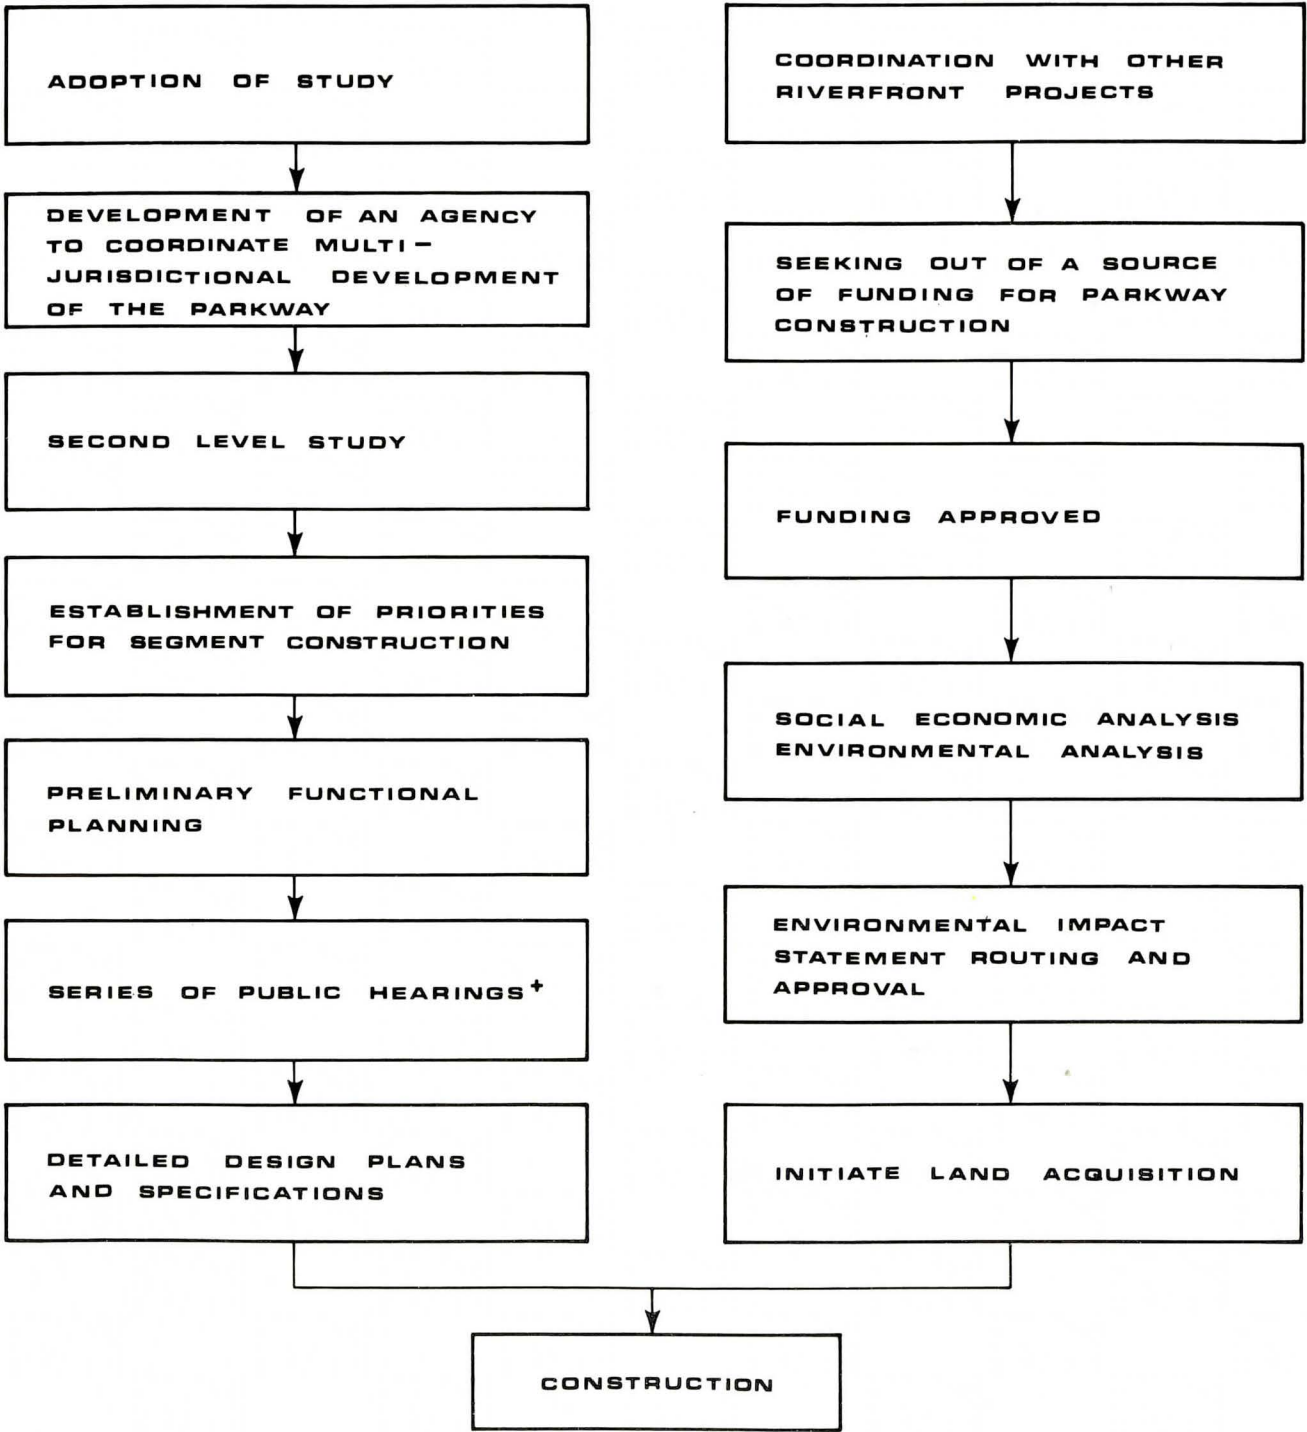 ADOPTION OF STUDY
DEVELOPMENT OF AN AGENCY
TO COORDINATE MULTI-
JURISDICTIONAL DEVELOPMENT
OF THE PARKWAY
SECOND LEVEL STUDY
ESTABLISHMENT OF PRIORITIES
FOR SEGMENT CONSTRUCTION
PRELIMINARY FUNCTIONAL
PLANNING
SERIES OF PUBLIC HEARINGS+
DETAILED DESIGN PLANS
AND SPECIFICATIONS
COORDINATION WITH OTHER
RIVERFRONT PROJECTS
SEEKING OUT OF A SOURCE
OF FUNDING FOR PARKWAY
CONSTRUCTION
FUNDING APPROVED
SOCIAL ECONOMIC ANALYSIS
ENVIRONMENTAL ANALYSIS
ENVIRONMENTAL IMPACT
STATEMENT ROUTING AND
APPROVAL
INITIATE LAND ACQUISITION
CONSTRUCTION